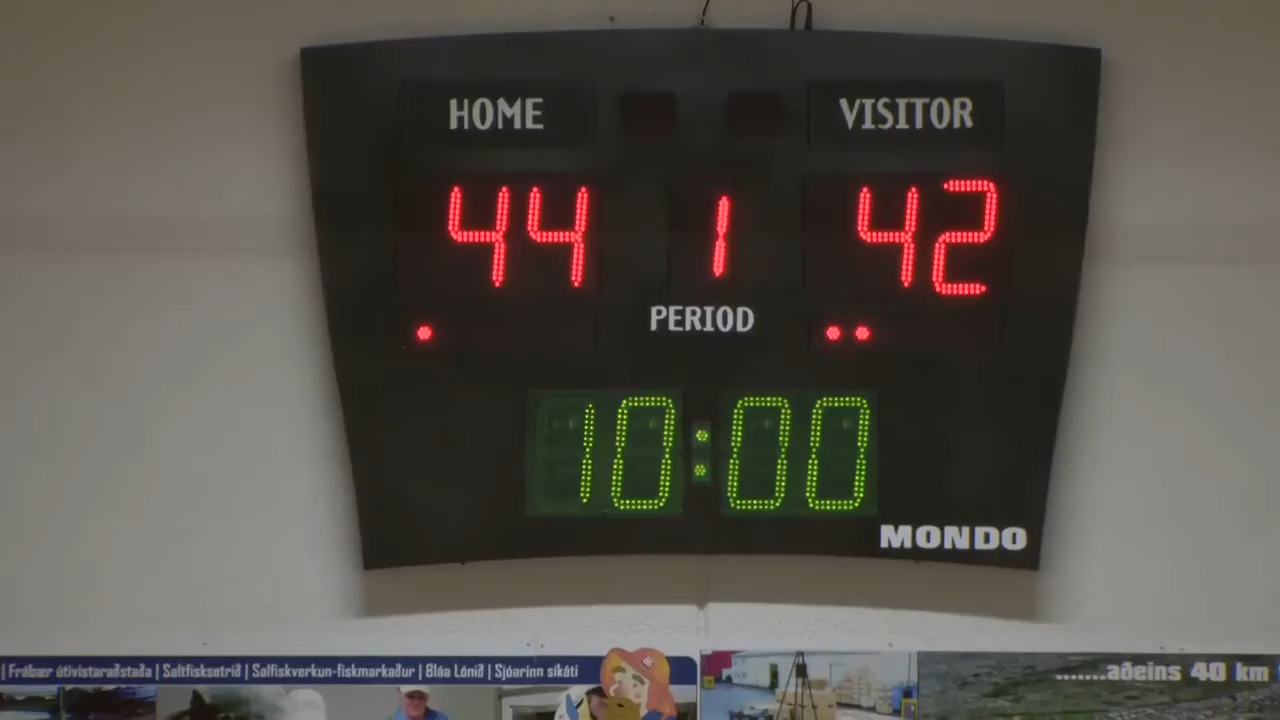 HOME VISITOR
44 1 42
PERIOD
10:00
MONDO
| Frábær útivistaraðstaða | Saltfisksetrið | Salfiskverkun-fiskmarkaður | Bláa Lónið | Sjóarinn síkáti
.......aðeins 40 km